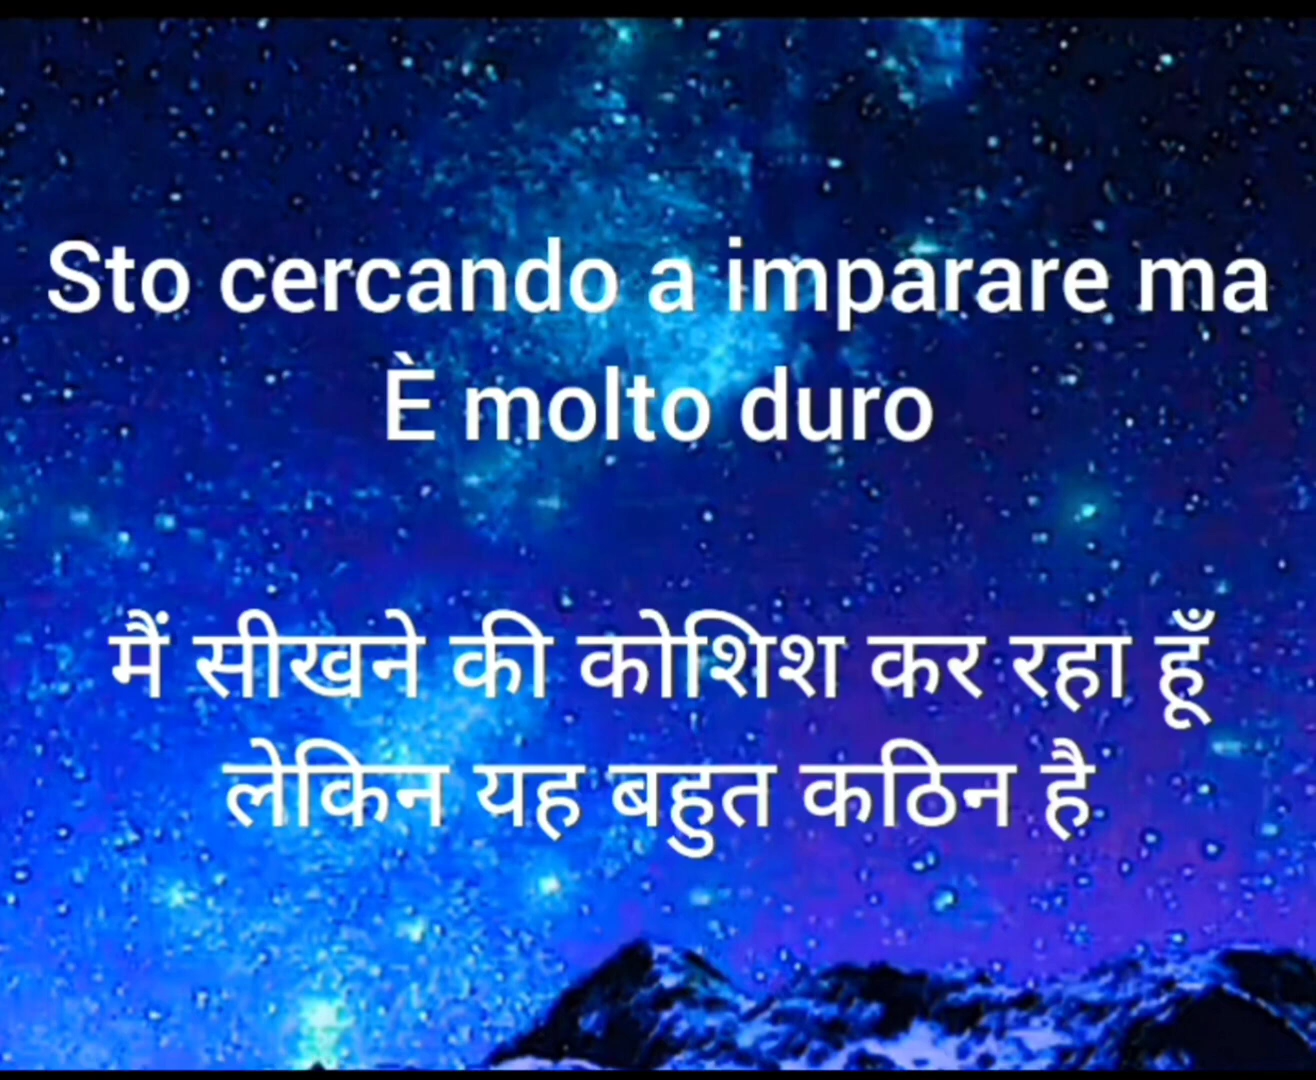 Sto cercando a imparare ma
È molto duro
मैं सीखने की कोशिश कर रहा हूँ
लेकिन यह बहुत कठिन है